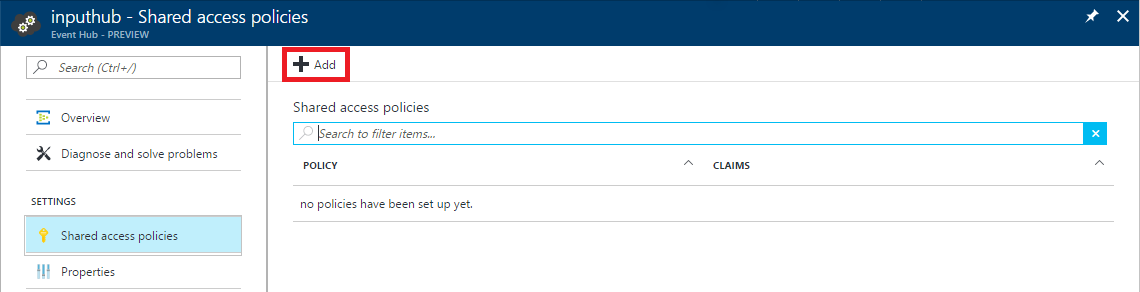 inputhub - Shared access policies
Event Hub - PREVIEW
Search (Ctrl+/)
Overview
Diagnose and solve problems
SETTINGS
Shared access policies
Properties
Add
Shared access policies
Search to filter items...
POLICY CLAIMS
no policies have been set up yet.